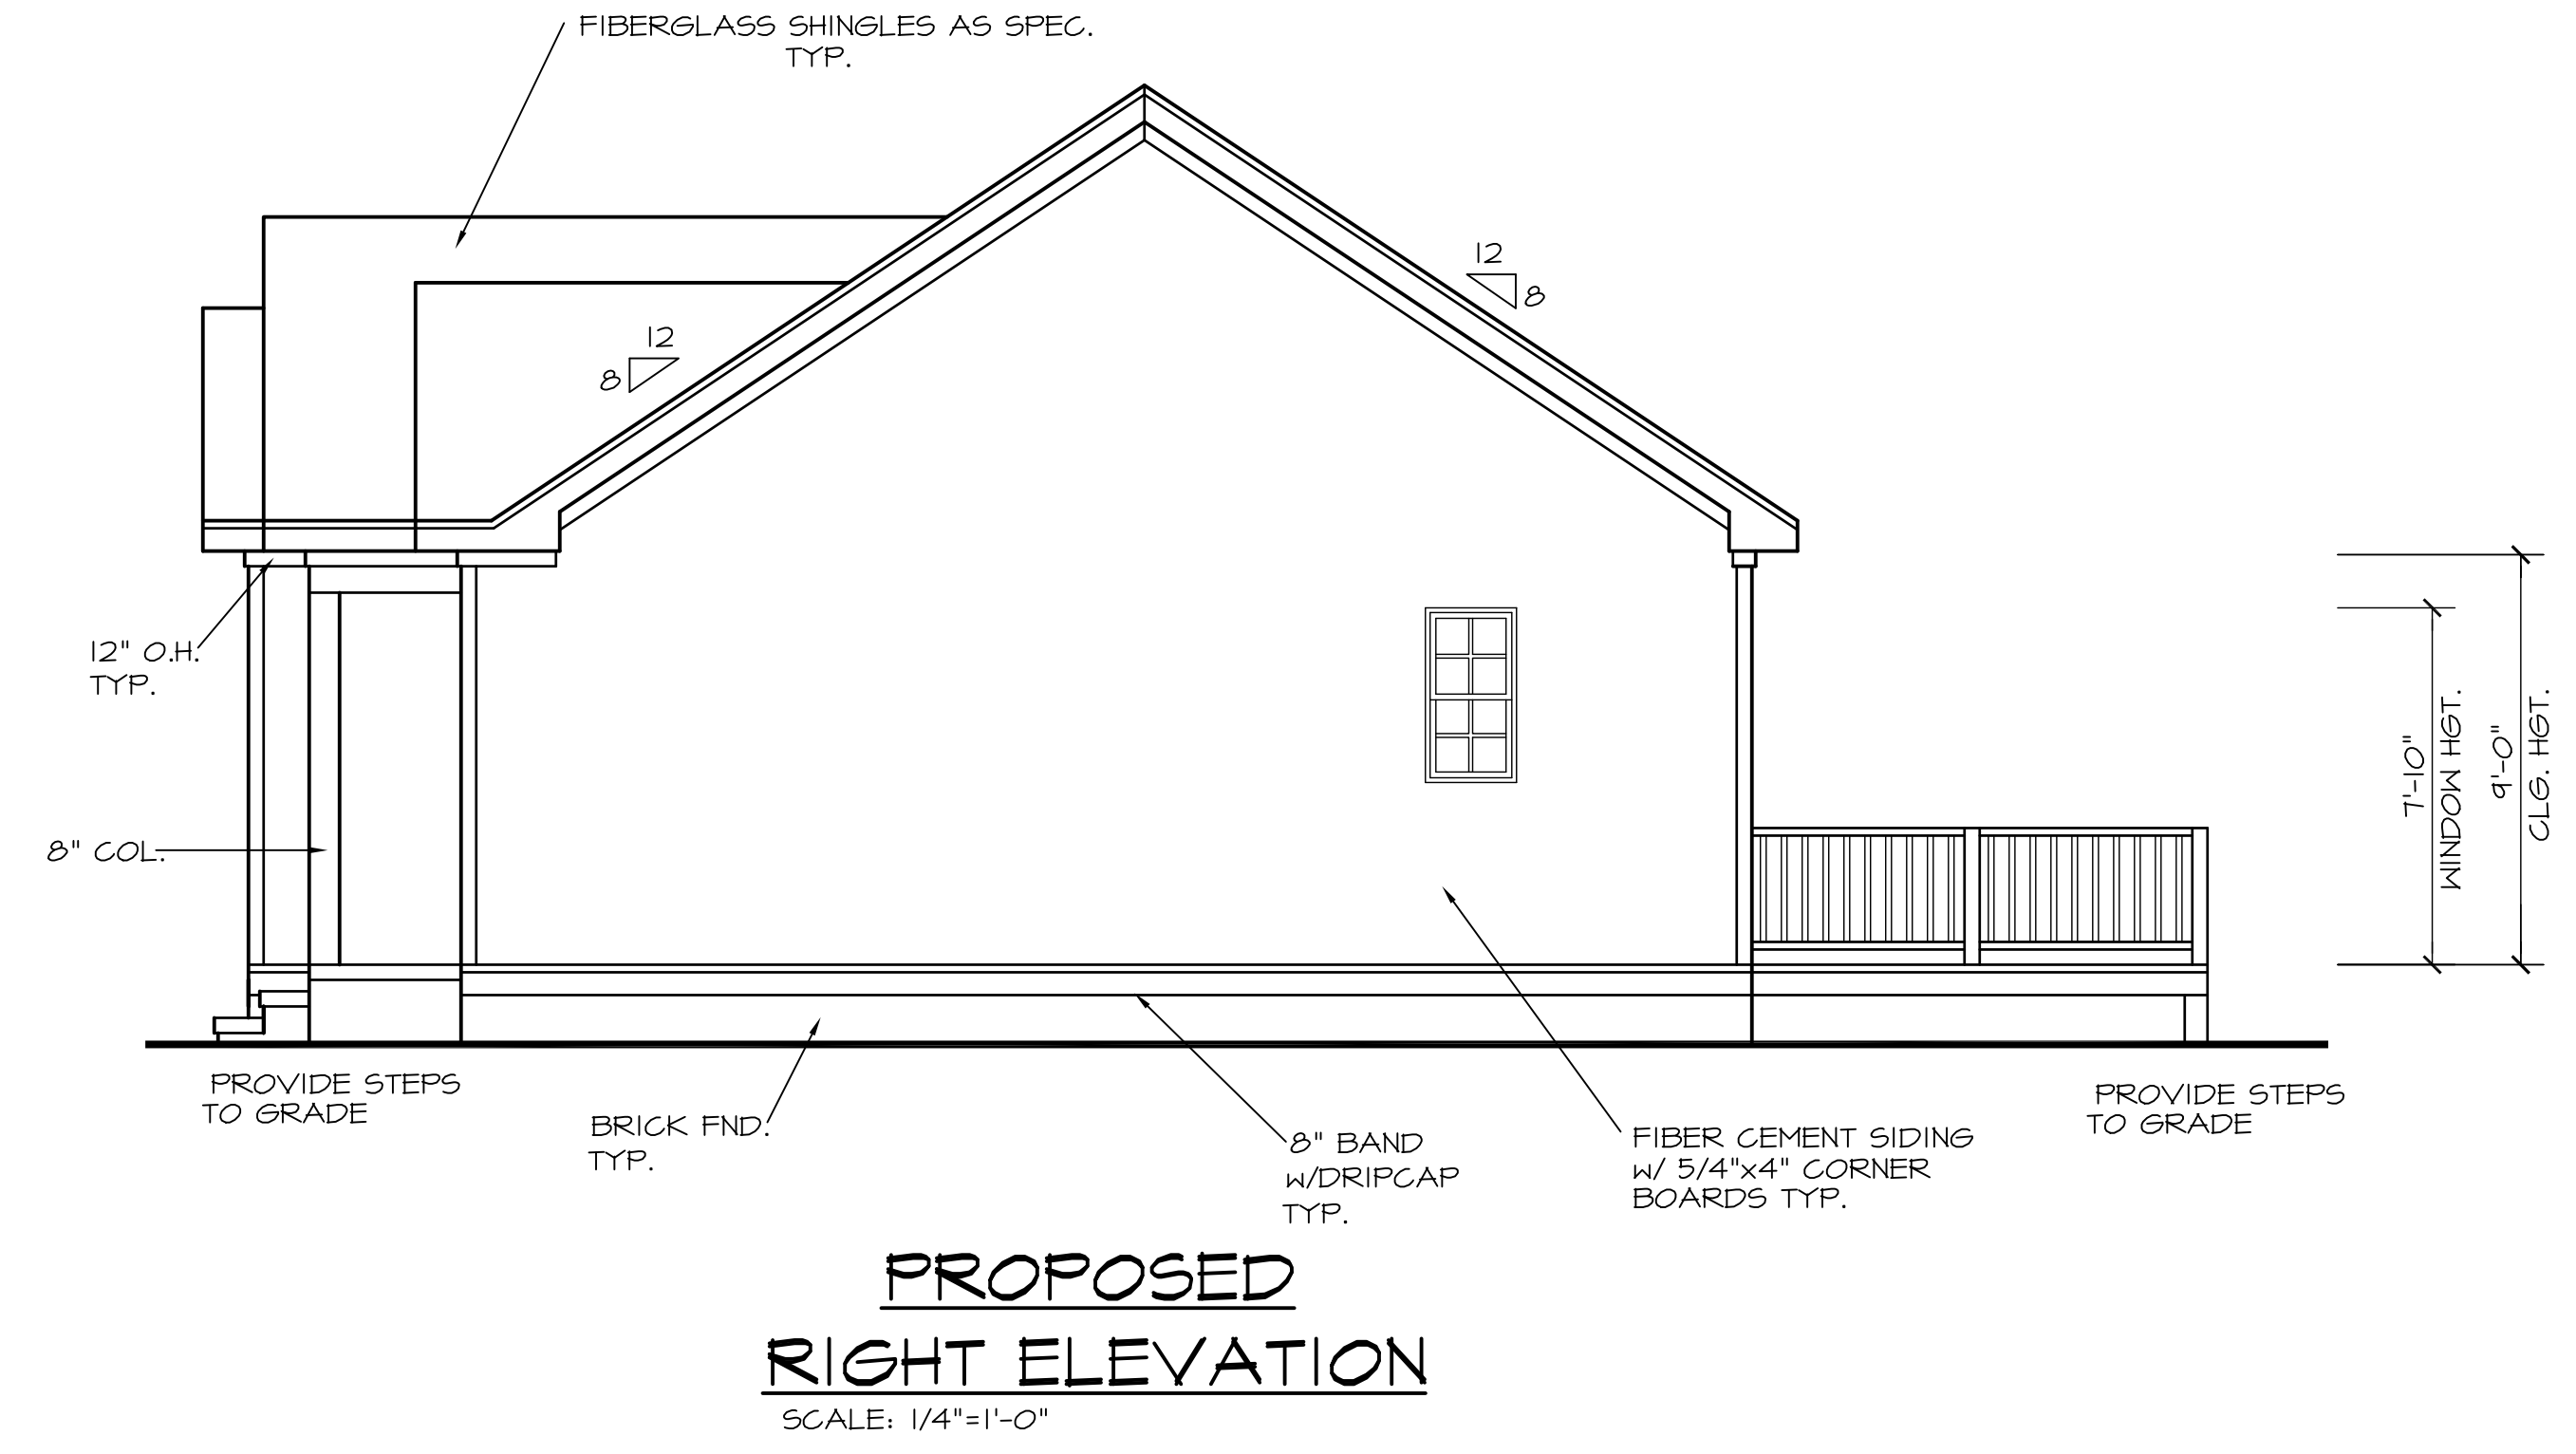 FIBERGLASS SHINGLES AS SPEC.
TYP.
12
8
12
8
12" O.H.
TYP.
8" COL.
7'-10"
WINDOW HGT.
9'-0"
CLG. HGT.
PROVIDE STEPS
TO GRADE
BRICK FND.
TYP.
8" BAND
W/DRIPCAP
TYP.
FIBER CEMENT SIDING
W/ 5/4"x4" CORNER
BOARDS TYP.
PROVIDE STEPS
TO GRADE
PROPOSED
RIGHT ELEVATION
SCALE: 1/4"=1'-0"